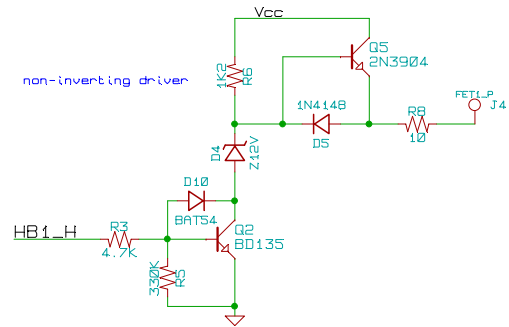 Vcc
Q5
2N3904
1K2
R6
non-inverting driver
FET1_P
J4
1N4148
R8
D5
10
D4
Z12V
D10
BAT54
HB1_H
R3
Q2
BD135
4.7K
330K
R5